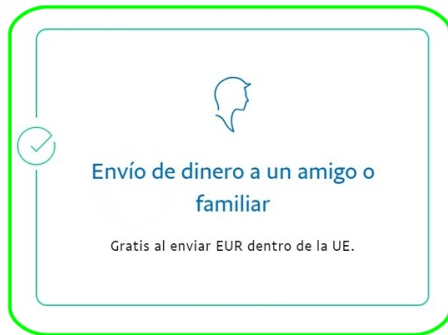 Envío de dinero a un amigo o
familiar
Gratis al enviar EUR dentro de la UE.